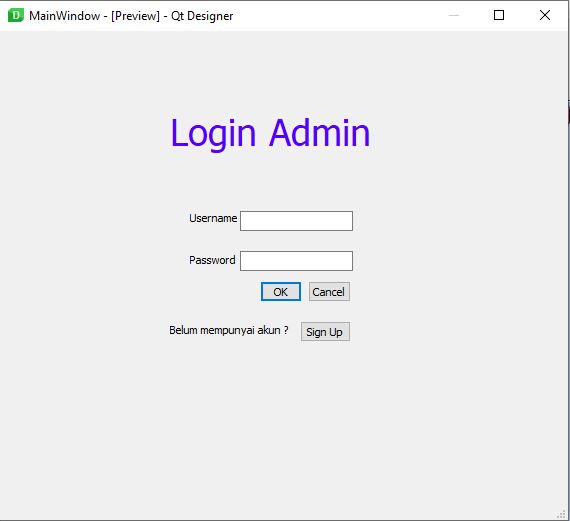 MainWindow - [Preview] - Qt Designer
Login Admin
Username
Password
OK Cancel
Belum mempunyai akun ? Sign Up